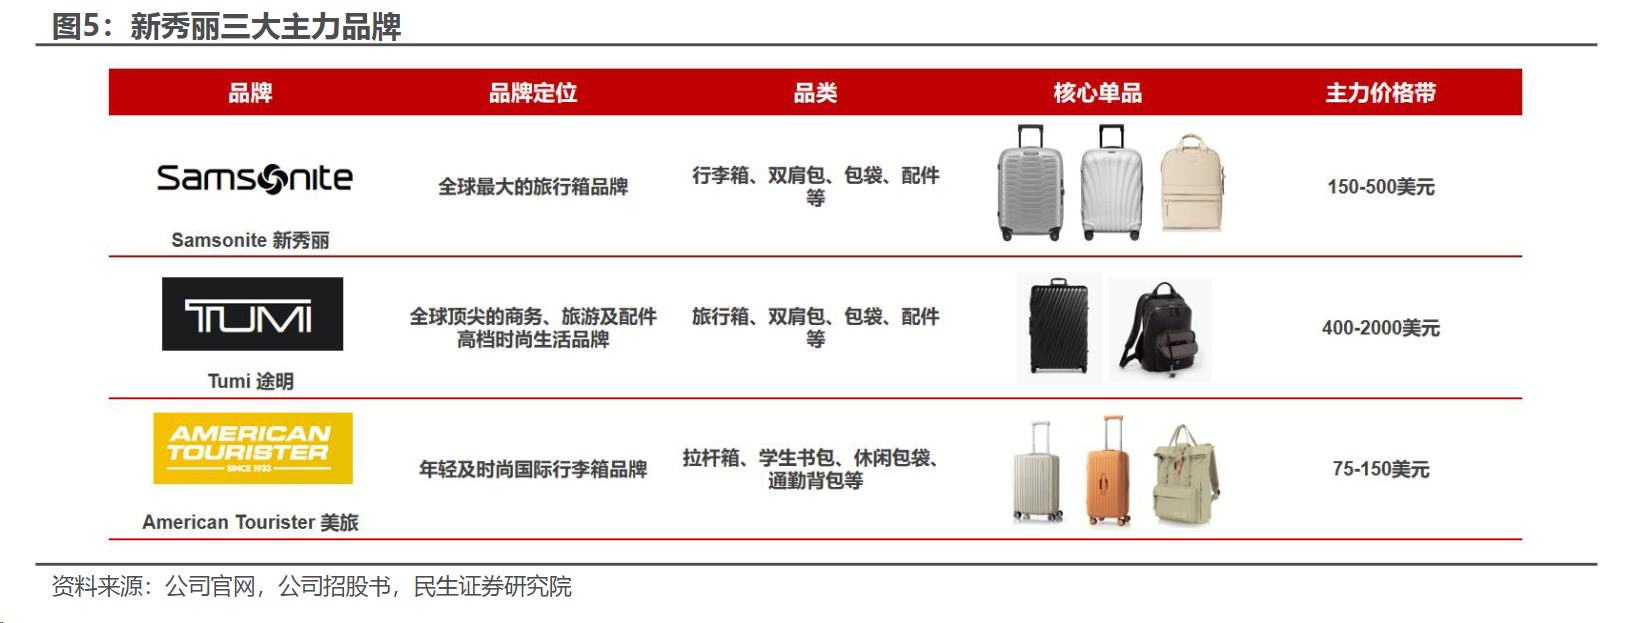 图5：新秀丽三大主力品牌
品牌 品牌定位 品类 核心单品 主力价格带
Samsonite
全球最大的旅行箱品牌
行李箱、双肩包、包袋、配件
等
150-500美元
Samsonite 新秀丽
TUMI
全球顶尖的商务、旅游及配件
高档时尚生活品牌
旅行箱、双肩包、包袋、配件
等
400-2000美元
Tumi 途明
AMERICAN
TOURISTER
SINCE 1933
年轻及时尚国际行李箱品牌
拉杆箱、学生书包、休闲包袋、
通勤背包等
75-150美元
American Tourister 美旅
资料来源：公司官网，公司招股书，民生证券研究院